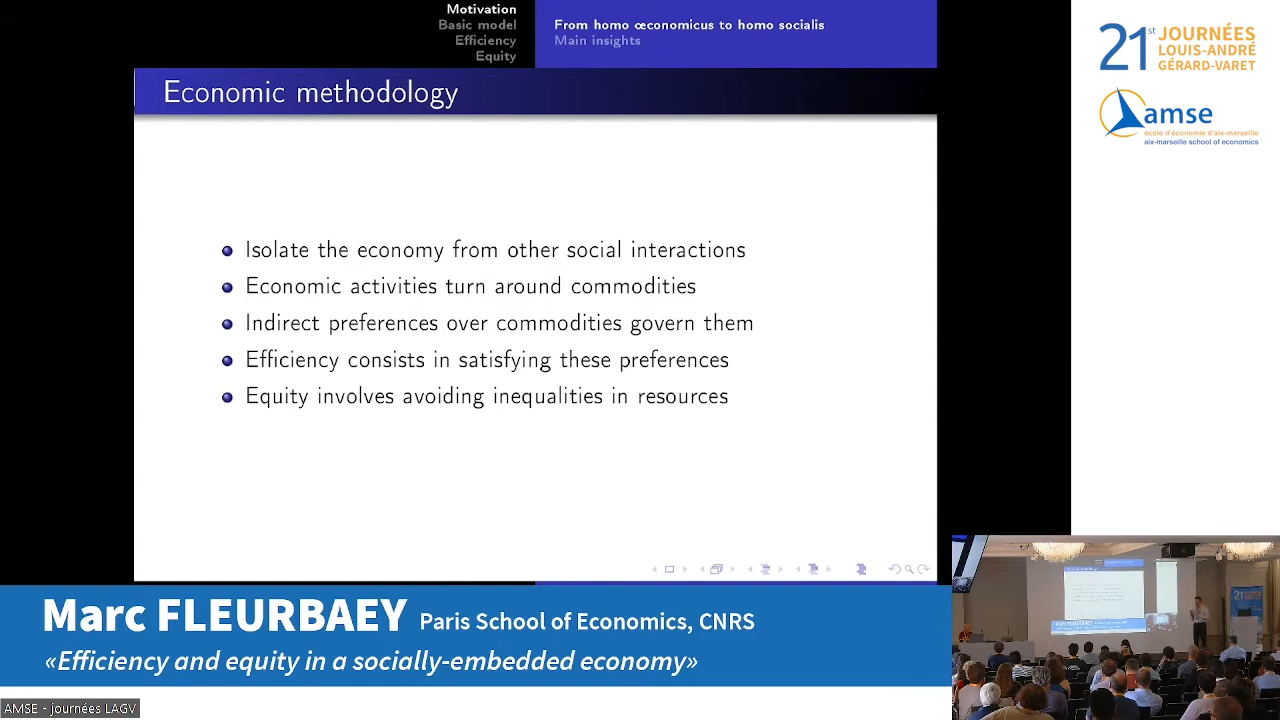 Motivation
Basic model
Efficiency
Equity
From homo œconomicus to homo socialis
Main insights
Economic methodology
Isolate the economy from other social interactions
Economic activities turn around commodities
Indirect preferences over commodities govern them
Efficiency consists in satisfying these preferences
Equity involves avoiding inequalities in resources
21st JOURNÉES
LOUIS-ANDRÉ
GÉRARD-VARET
amse
école d'économie d'aix-marseille
aix-marseille school of economics
Marc FLEURBAEY Paris School of Economics, CNRS
«Efficiency and equity in a socially-embedded economy»
AMSE - journées LAGV